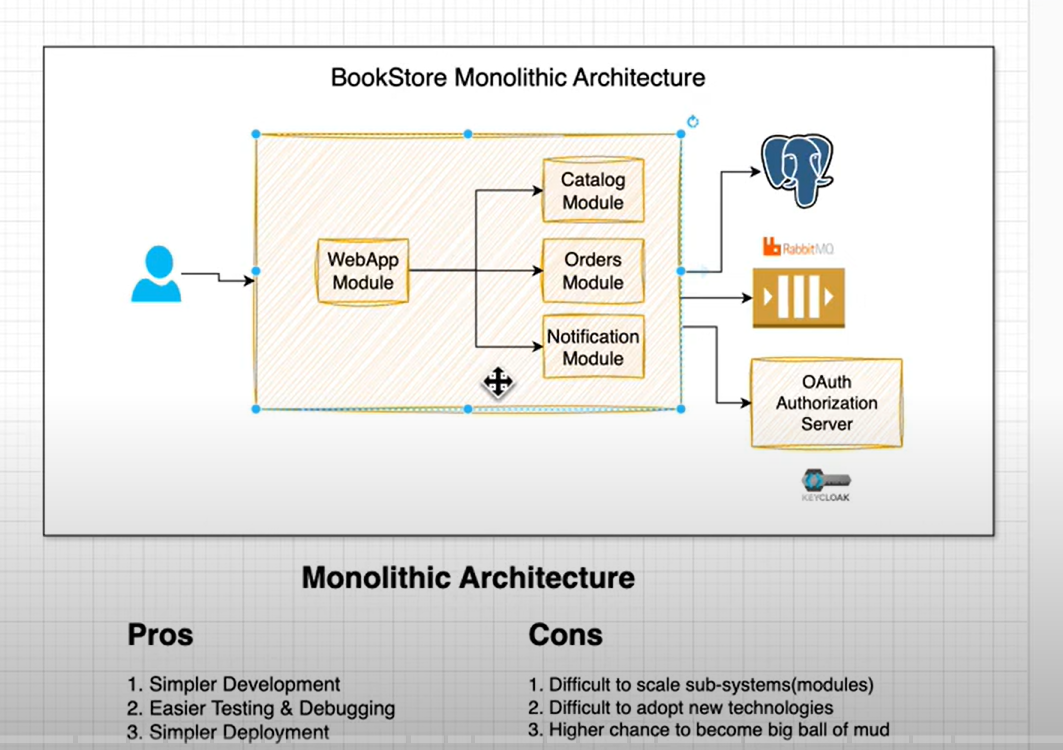 BookStore Monolithic Architecture
Catalog
Module
WebApp
Module
Orders
Module
Notification
Module
RabbitMQ
OAuth
Authorization
Server
KEYCLOAK
Monolithic Architecture
Pros
1. Simpler Development
2. Easier Testing & Debugging
3. Simpler Deployment
Cons
1. Difficult to scale sub-systems(modules)
2. Difficult to adopt new technologies
3. Higher chance to become big ball of mud